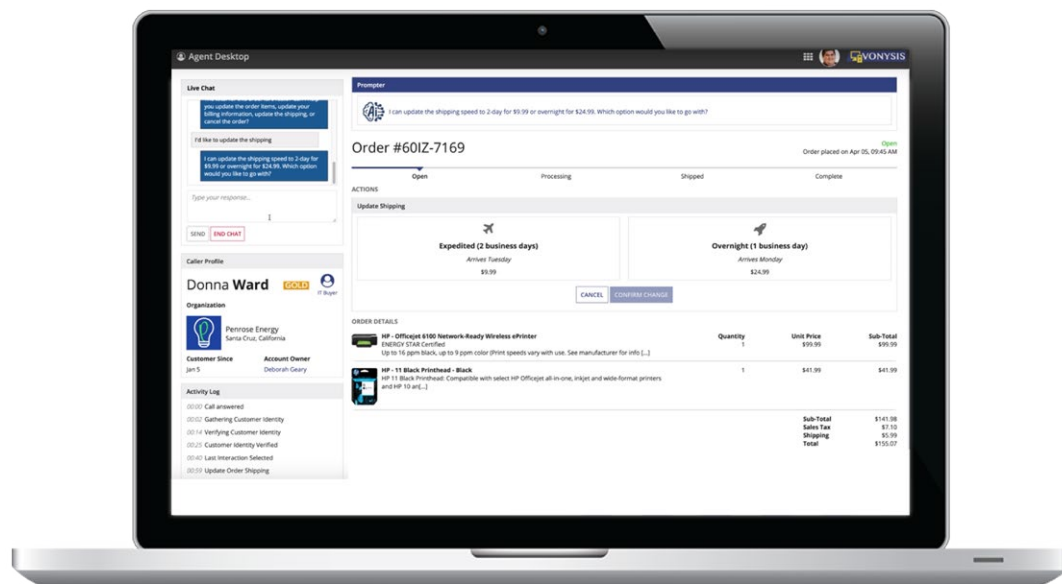 Agent Desktop
VONYSIS
Live Chat
you update the order items, update your
billing information, update the shipping, or
cancel the order?
I'd like to update the shipping
I can update the shipping speed to 2-day for
$9.99 or overnight for $24.99. Which option
would you like to go with?
Type your response...
SEND
END CHAT
Caller Profile
Donna Ward
GOLD
IT Buyer
Organization
Penrose Energy
Santa Cruz, California
Customer Since Account Owner
Jan 5 Deborah Geary
Activity Log
00:00 Call answered
00:02 Gathering Customer Identity
00:14 Verifying Customer Identity
00:25 Customer Identity Verified
00:40 Last Interaction Selected
00:59 Update Order Shipping
Prompter
AI
I can update the shipping speed to 2-day for $9.99 or overnight for $24.99. Which option would you like to go with?
Order #60IZ-7169
Open
Order placed on Apr 05, 09:45 AM
Open Processing Shipped Complete
ACTIONS
Update Shipping
Expedited (2 business days)
Arrives Tuesday
$9.99
Overnight (1 business day)
Arrives Monday
$24.99
CANCEL
CONFIRM CHANGE
ORDER DETAILS
HP - Officejet 6100 Network-Ready Wireless ePrinter Quantity Unit Price Sub-Total
ENERGY STAR Certified 1 $99.99 $99.99
Up to 16 ppm black, up to 9 ppm color (Print speeds vary with use. See manufacturer for info [...]
HP - 11 Black Printhead - Black 1 $41.99 $41.99
HP 11 Black Printhead: Compatible with select HP Officejet all-in-one, inkjet and wide-format printers
and HP 10 an[...]
Sub-Total $141.98
Sales Tax $7.10
Shipping $5.99
Total $155.07